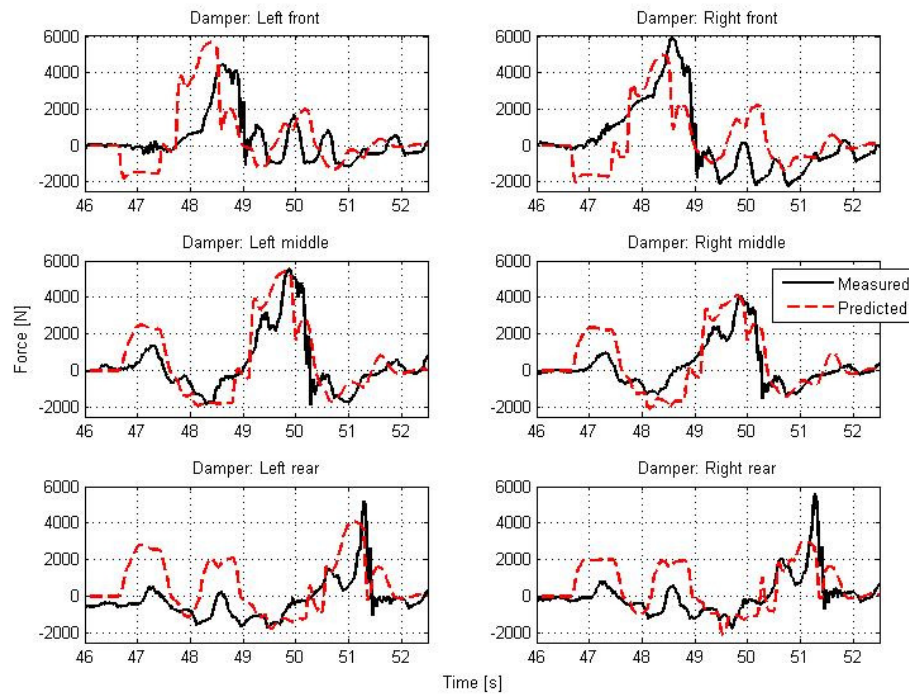 Damper: Left front
Damper: Right front
6000
4000
2000
0
-2000
46 47 48 49 50 51 52
6000
4000
2000
0
-2000
46 47 48 49 50 51 52
Damper: Left middle
Damper: Right middle
Force [N]
6000
4000
2000
0
-2000
46 47 48 49 50 51 52
6000
4000
2000
0
-2000
46 47 48 49 50 51 52
Measured
Predicted
Damper: Left rear
Damper: Right rear
6000
4000
2000
0
-2000
46 47 48 49 50 51 52
6000
4000
2000
0
-2000
46 47 48 49 50 51 52
Time [s]